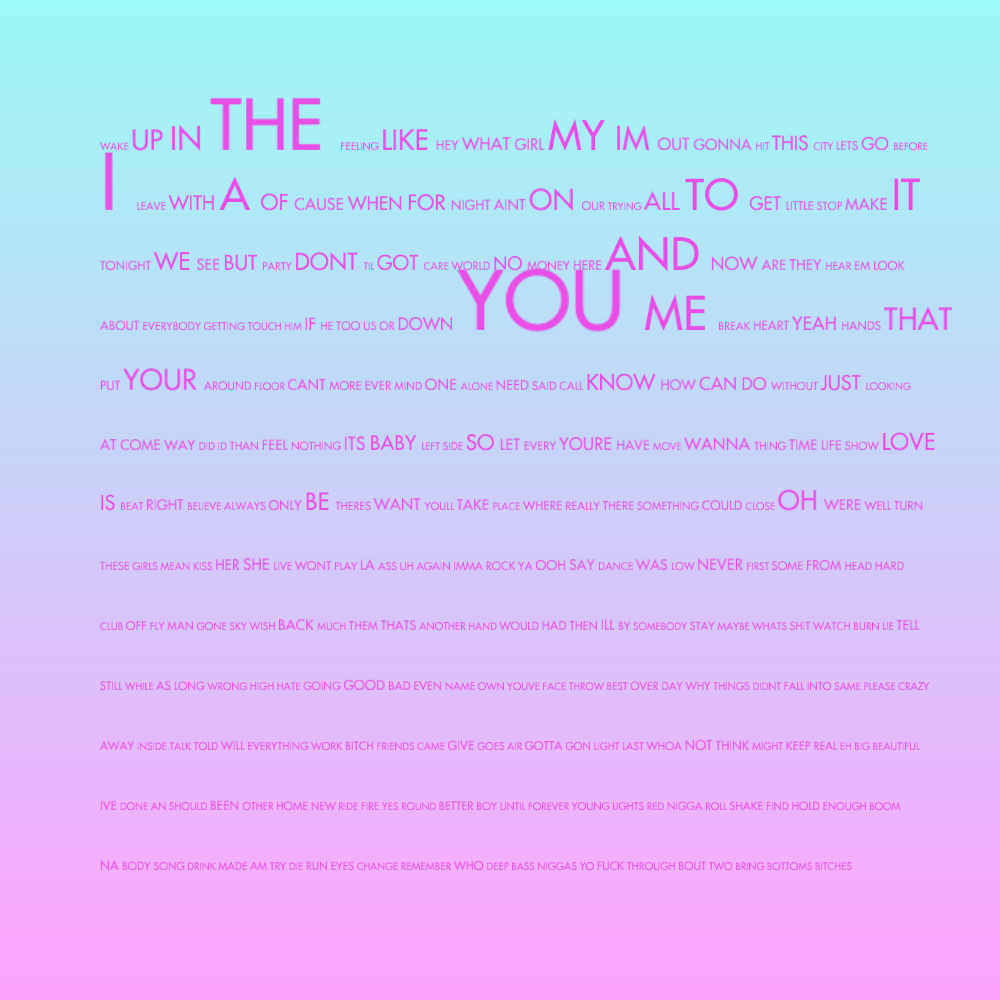 WAKE UP IN THE FEELING LIKE HEY WHAT GIRL MY IM OUT GONNA HIT THIS CITY LETS GO BEFORE
I LEAVE WITH A OF CAUSE WHEN FOR NIGHT AINT ON OUR TRYING ALL TO GET LITTLE STOP MAKE IT
TONIGHT WE SEE BUT PARTY DONT TIL GOT CARE WORLD NO MONEY HERE AND NOW ARE THEY HEAR EM LOOK
ABOUT EVERYBODY GETTING TOUCH HIM IF HE TOO US OR DOWN YOU ME BREAK HEART YEAH HANDS THAT
PUT YOUR AROUND FLOOR CANT MORE EVER MIND ONE ALONE NEED SAID CALL KNOW HOW CAN DO WITHOUT JUST LOOKING
AT COME WAY DID ID THAN FEEL NOTHING ITS BABY LEFT SIDE SO LET EVERY YOURE HAVE MOVE WANNA THING TIME LIFE SHOW LOVE
IS BEAT RIGHT BELIEVE ALWAYS ONLY BE THERES WANT YOULL TAKE PLACE WHERE REALLY THERE SOMETHING COULD CLOSE OH WERE WELL TURN
THESE GIRLS MEAN KISS HER SHE LIVE WONT PLAY LA ASS UH AGAIN IMMA ROCK YA OOH SAY DANCE WAS LOW NEVER FIRST SOME FROM HEAD HARD
CLUB OFF FLY MAN GONE SKY WISH BACK MUCH THEM THATS ANOTHER HAND WOULD HAD THEN ILL BY SOMEBODY STAY MAYBE WHATS SHIT WATCH BURN LIE TELL
STILL WHILE AS LONG WRONG HIGH HATE GOING GOOD BAD EVEN NAME OWN YOUVE FACE THROW BEST OVER DAY WHY THINGS DIDNT FALL INTO SAME PLEASE CRAZY
AWAY INSIDE TALK TOLD WILL EVERYTHING WORK BITCH FRIENDS CAME GIVE GOES AIR GOTTA GON LIGHT LAST WHOA NOT THINK MIGHT KEEP REAL EH BIG BEAUTIFUL
IVE DONE AN SHOULD BEEN OTHER HOME NEW RIDE FIRE YES ROUND BETTER BOY UNTIL FOREVER YOUNG LIGHTS RED NIGGA ROLL SHAKE FIND HOLD ENOUGH BOOM
NA BODY SONG DRINK MADE AM TRY DIE RUN EYES CHANGE REMEMBER WHO DEEP BASS NIGGAS YO FUCK THROUGH BOUT TWO BRING BOTTOMS BITCHES